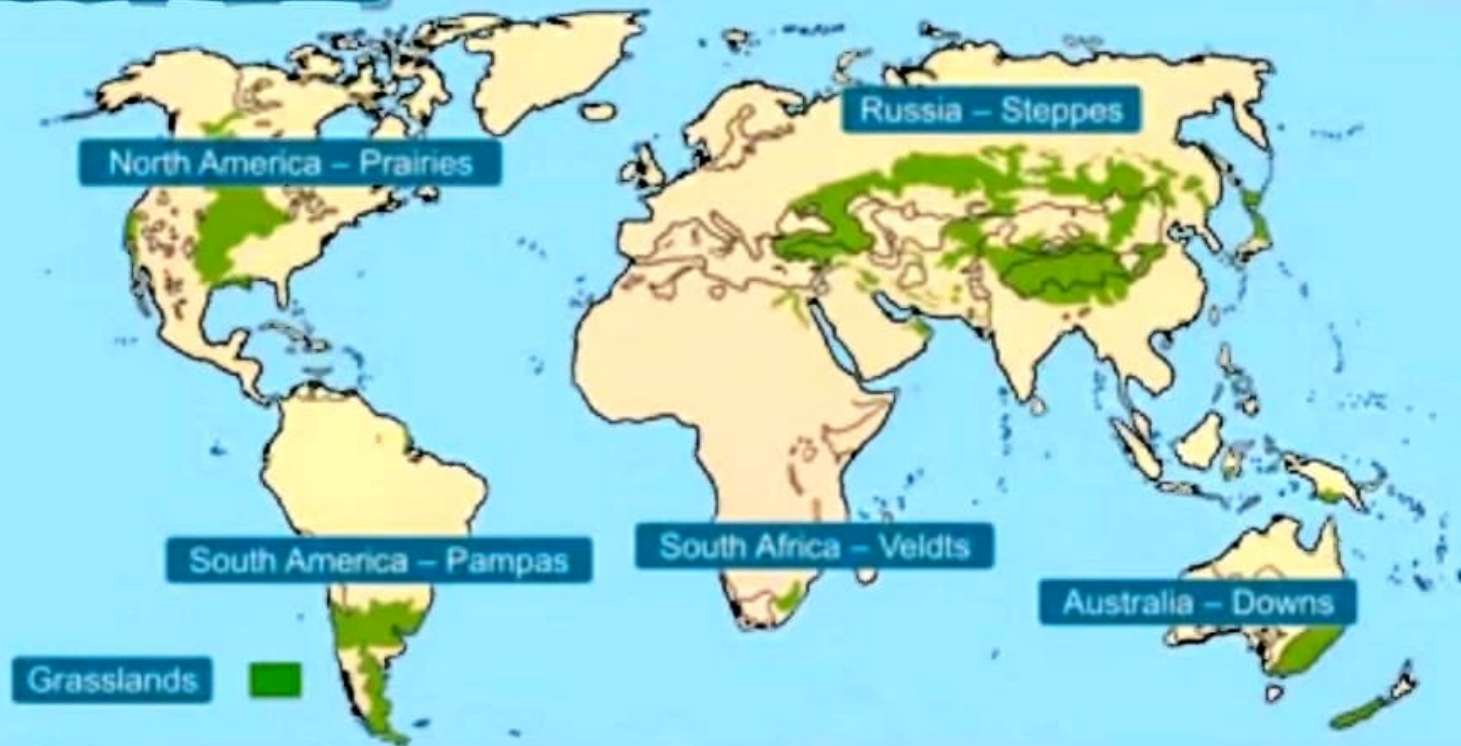 North America – Prairies
Russia – Steppes
South America – Pampas
South Africa – Veldts
Australia – Downs
Grasslands